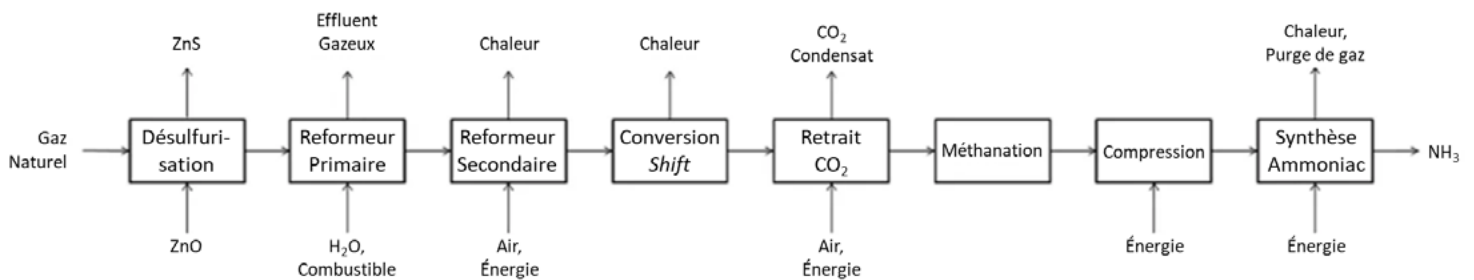 ZnS
Effluent
Gazeux
Chaleur
Chaleur
CO₂
Condensat
Chaleur,
Purge de gaz
Gaz
Naturel
Désulfuri-
sation
Reformeur
Primaire
Reformeur
Secondaire
Conversion
Shift
Retrait
CO₂
Méthanation
Compression
Synthèse
Ammoniac
NH₃
ZnO
H₂O,
Combustible
Air,
Énergie
Air,
Énergie
Énergie
Énergie